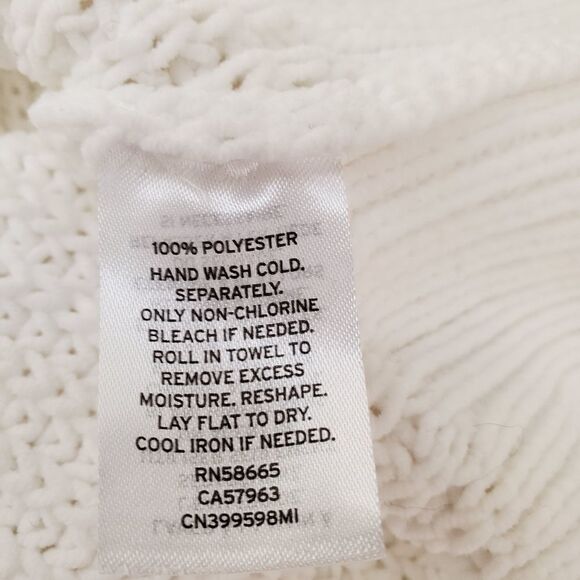 100% POLYESTER
HAND WASH COLD.
SEPARATELY.
ONLY NON-CHLORINE
BLEACH IF NEEDED.
ROLL IN TOWEL TO
REMOVE EXCESS
MOISTURE. RESHAPE.
LAY FLAT TO DRY.
COOL IRON IF NEEDED.
RN58665
CA57963
CN399598MI